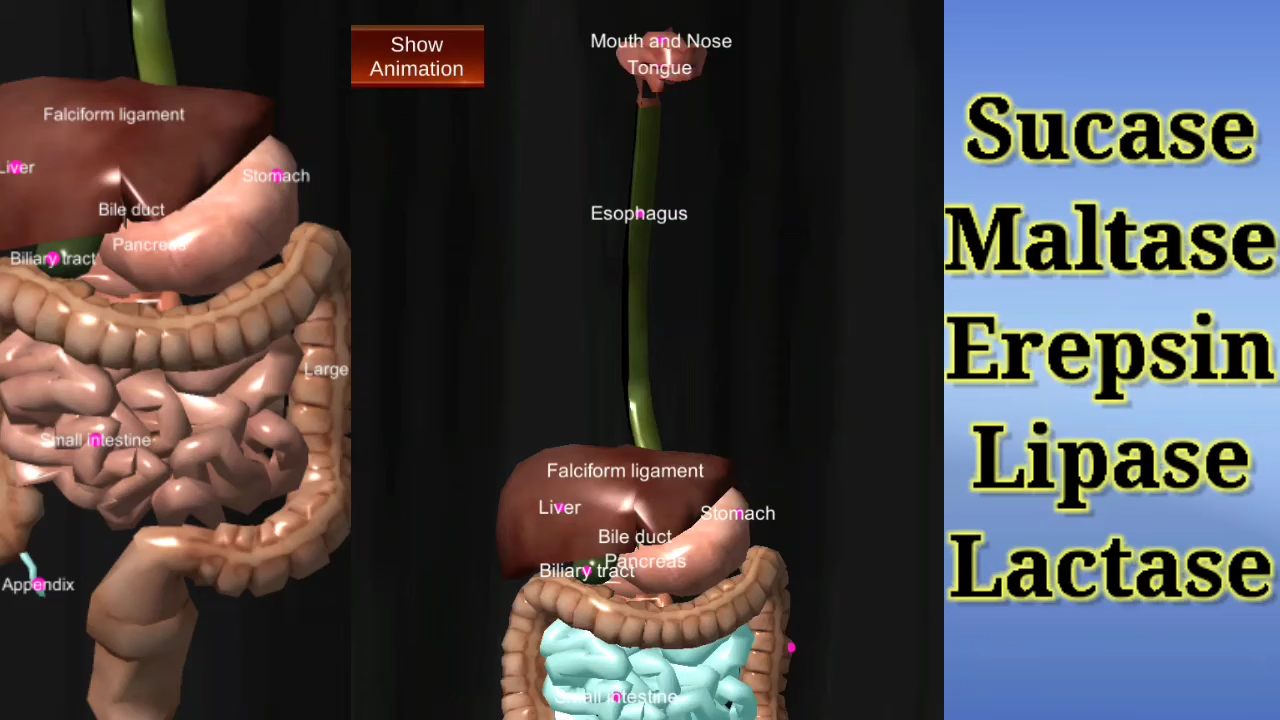 Falciform ligament
Liver
Stomach
Bile duct
Pancreas
Biliary tract
Large
Small intestine
Appendix
Show
Animation
Mouth and Nose
Tongue
Esophagus
Falciform ligament
Liver
Stomach
Bile duct
Pancreas
Biliary tract
Small intestine
Sucase
Maltase
Erepsin
Lipase
Lactase